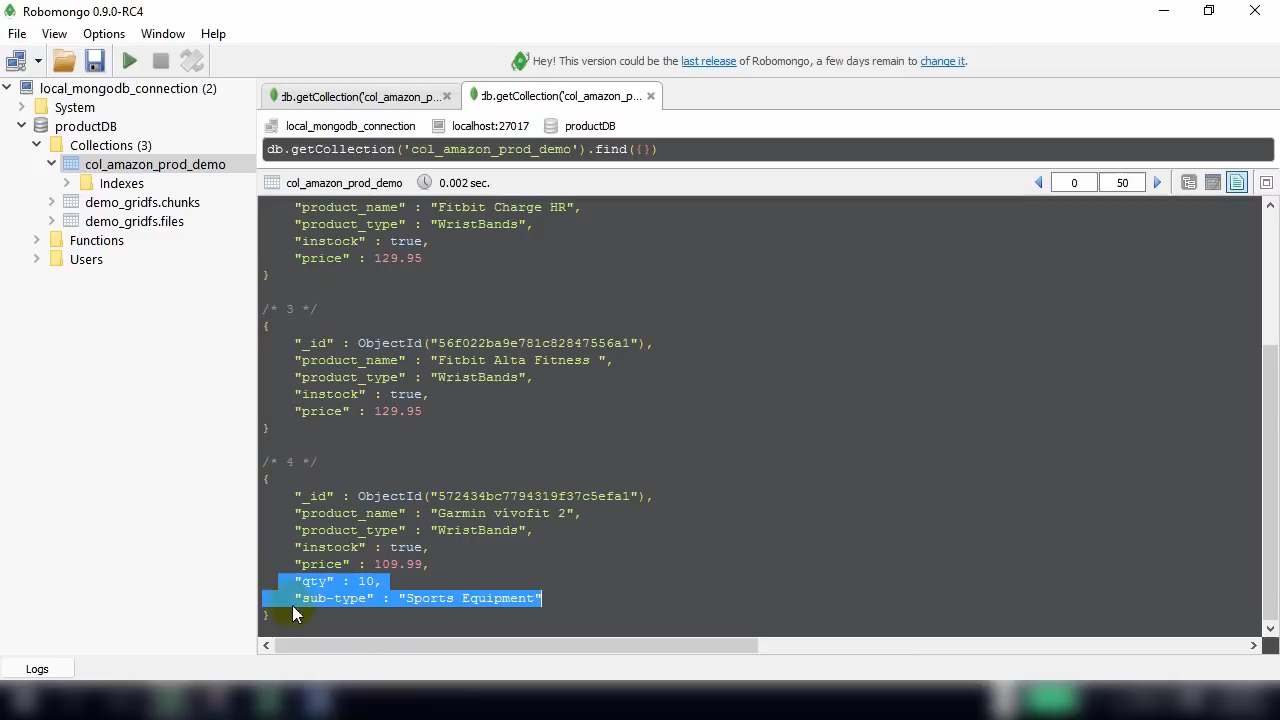 Robomongo 0.9.0-RC4
File View Options Window Help
Hey! This version could be the last release of Robomongo, a few days remain to change it.
local_mongodb_connection (2)
System
productDB
Collections (3)
col_amazon_prod_demo
Indexes
demo_gridfs.chunks
demo_gridfs.files
Functions
Users
db.getCollection('col_amazon_p... db.getCollection('col_amazon_p...
local_mongodb_connection localhost:27017 productDB
db.getCollection('col_amazon_prod_demo').find({})
col_amazon_prod_demo 0.002 sec. 0 50
"product_name" : "Fitbit Charge HR",
"product_type" : "WristBands",
"instock" : true,
"price" : 129.95
}
/* 3 */
{
"_id" : ObjectId("56f022ba9e781c82847556a1"),
"product_name" : "Fitbit Alta Fitness ",
"product_type" : "WristBands",
"instock" : true,
"price" : 129.95
}
/* 4 */
{
"_id" : ObjectId("572434bc7794319f37c5efa1"),
"product_name" : "Garmin vívofit 2",
"product_type" : "WristBands",
"instock" : true,
"price" : 109.99,
"qty" : 10,
"sub-type" : "Sports Equipment"
}
Logs